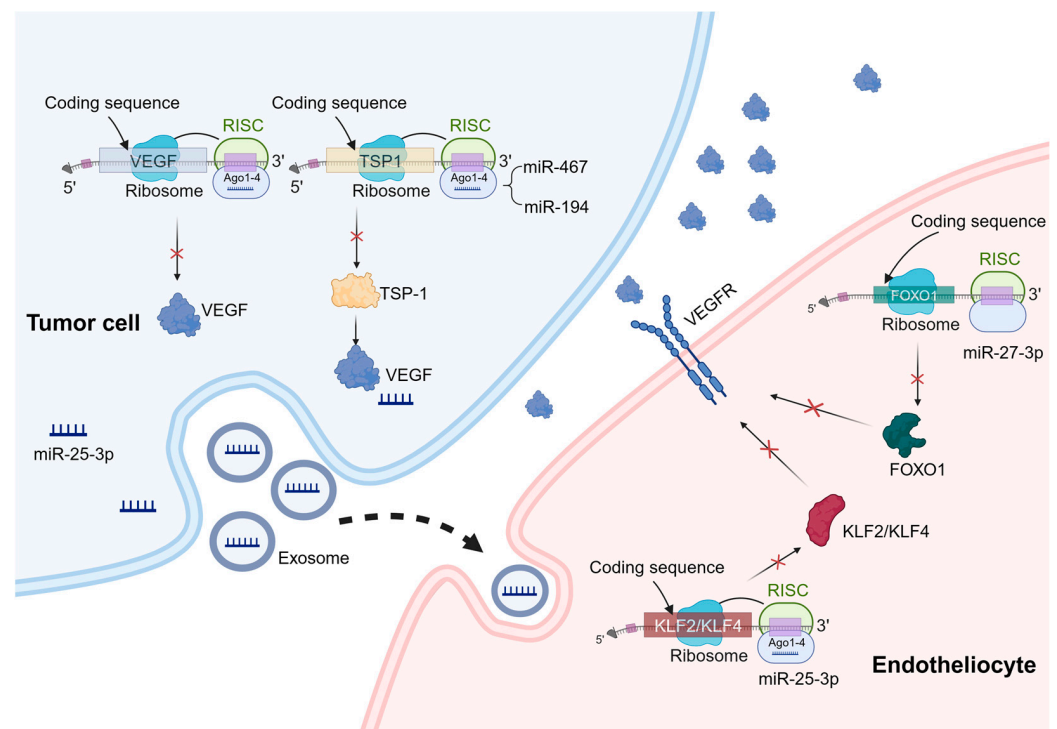 Coding sequence
RISC
VEGF
3'
Ago1-4
5'
Ribosome
VEGF
Coding sequence
RISC
TSP1
3'
Ago1-4
5'
Ribosome
miR-467
miR-194
TSP-1
VEGF
Tumor cell
miR-25-3p
Exosome
VEGFR
Coding sequence
RISC
FOXO1
3'
5'
Ribosome
miR-27-3p
FOXO1
KLF2/KLF4
Coding sequence
RISC
KLF2/KLF4
3'
5'
Ago1-4
Ribosome
miR-25-3p
Endotheliocyte